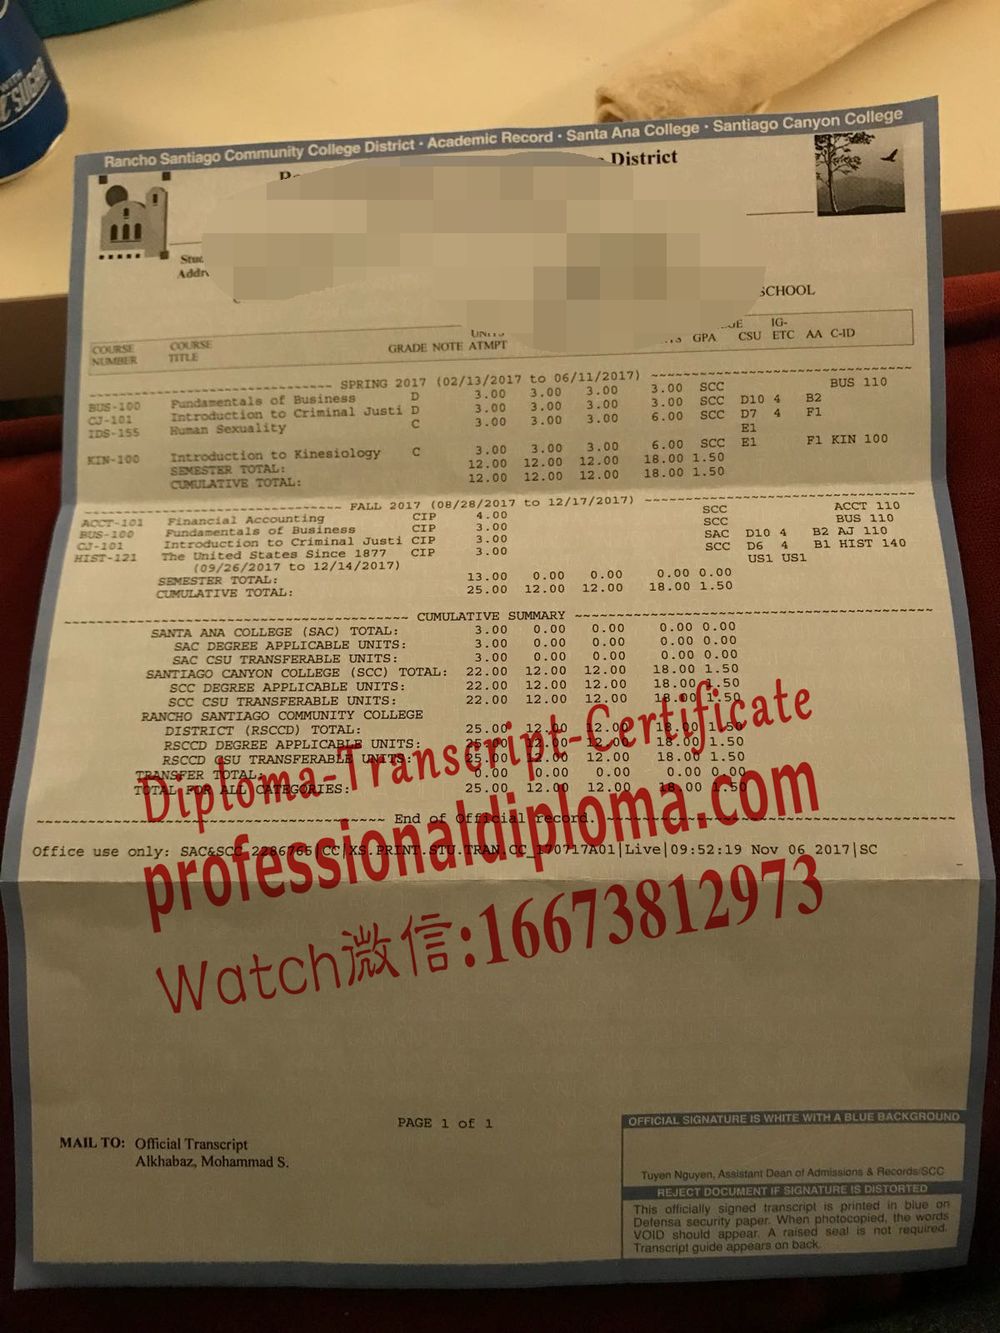 WITH
SUGAR
Rancho Santiago Community College District · Academic Record · Santa Ana College · Santiago Canyon College
District
SCHOOL
COURSE NUMBER COURSE TITLE GRADE NOTE ATMPT GPA CSU IG-ETC AA C-ID
SPRING 2017 (02/13/2017 to 06/11/2017)
BUS-100 Fundamentals of Business D 3.00 3.00 3.00 3.00 SCC BUS 110
CJ-101 Introduction to Criminal Justi D 3.00 3.00 3.00 3.00 SCC D10 4 B2
IDS-155 Human Sexuality C 3.00 3.00 3.00 6.00 SCC D7 4 F1
E1
KIN-100 Introduction to Kinesiology C 3.00 3.00 3.00 6.00 SCC E1 F1 KIN 100
SEMESTER TOTAL: 12.00 12.00 12.00 18.00 1.50
CUMULATIVE TOTAL: 12.00 12.00 12.00 18.00 1.50
FALL 2017 (08/28/2017 to 12/17/2017)
ACCT-101 Financial Accounting CIP 4.00 SCC ACCT 110
BUS-100 Fundamentals of Business CIP 3.00 SCC BUS 110
CJ-101 Introduction to Criminal Justi CIP 3.00 SAC D10 4 B2 AJ 110
HIST-121 The United States Since 1877 CIP 3.00 SCC D6 4 B1 HIST 140
(09/26/2017 to 12/14/2017) US1 US1
SEMESTER TOTAL: 13.00 0.00 0.00 0.00 0.00
CUMULATIVE TOTAL: 25.00 12.00 12.00 18.00 1.50
CUMULATIVE SUMMARY
SANTA ANA COLLEGE (SAC) TOTAL: 3.00 0.00 0.00 0.00 0.00
SAC DEGREE APPLICABLE UNITS: 3.00 0.00 0.00 0.00 0.00
SAC CSU TRANSFERABLE UNITS: 3.00 0.00 0.00 0.00 0.00
SANTIAGO CANYON COLLEGE (SCC) TOTAL: 22.00 12.00 12.00 18.00 1.50
SCC DEGREE APPLICABLE UNITS: 22.00 12.00 12.00 18.00 1.50
SCC CSU TRANSFERABLE UNITS: 22.00 12.00 12.00 18.00 1.50
RANCHO SANTIAGO COMMUNITY COLLEGE
DISTRICT (RSCCD) TOTAL: 25.00 12.00 12.00 18.00 1.50
RSCCD DEGREE APPLICABLE UNITS: 25.00 12.00 12.00 18.00 1.50
RSCCD CSU TRANSFERABLE UNITS: 25.00 12.00 12.00 18.00 1.50
TRANSFER TOTAL: 0.00 0.00 0.00 0.00 0.00
TOTAL FOR ALL CATEGORIES: 25.00 12.00 12.00 18.00 1.50
End of Official record.
Office use only: SAC&SCC 2286766|CC|XS.PRINT.STU.TRAN.CC_170717A01|Live|09:52:19 Nov 06 2017|SC
Diploma-Transcript-Certificate
professionaldiploma.com
Watch微信:16673812973
PAGE 1 of 1
MAIL TO: Official Transcript
Alkhabaz, Mohammad S.
OFFICIAL SIGNATURE IS WHITE WITH A BLUE BACKGROUND
Tuyen Nguyen, Assistant Dean of Admissions & Records/SCC
REJECT DOCUMENT IF SIGNATURE IS DISTORTED
This officially signed transcript is printed in blue on
Defensa security paper. When photocopied, the words
VOID should appear. A raised seal is not required.
Transcript guide appears on back.